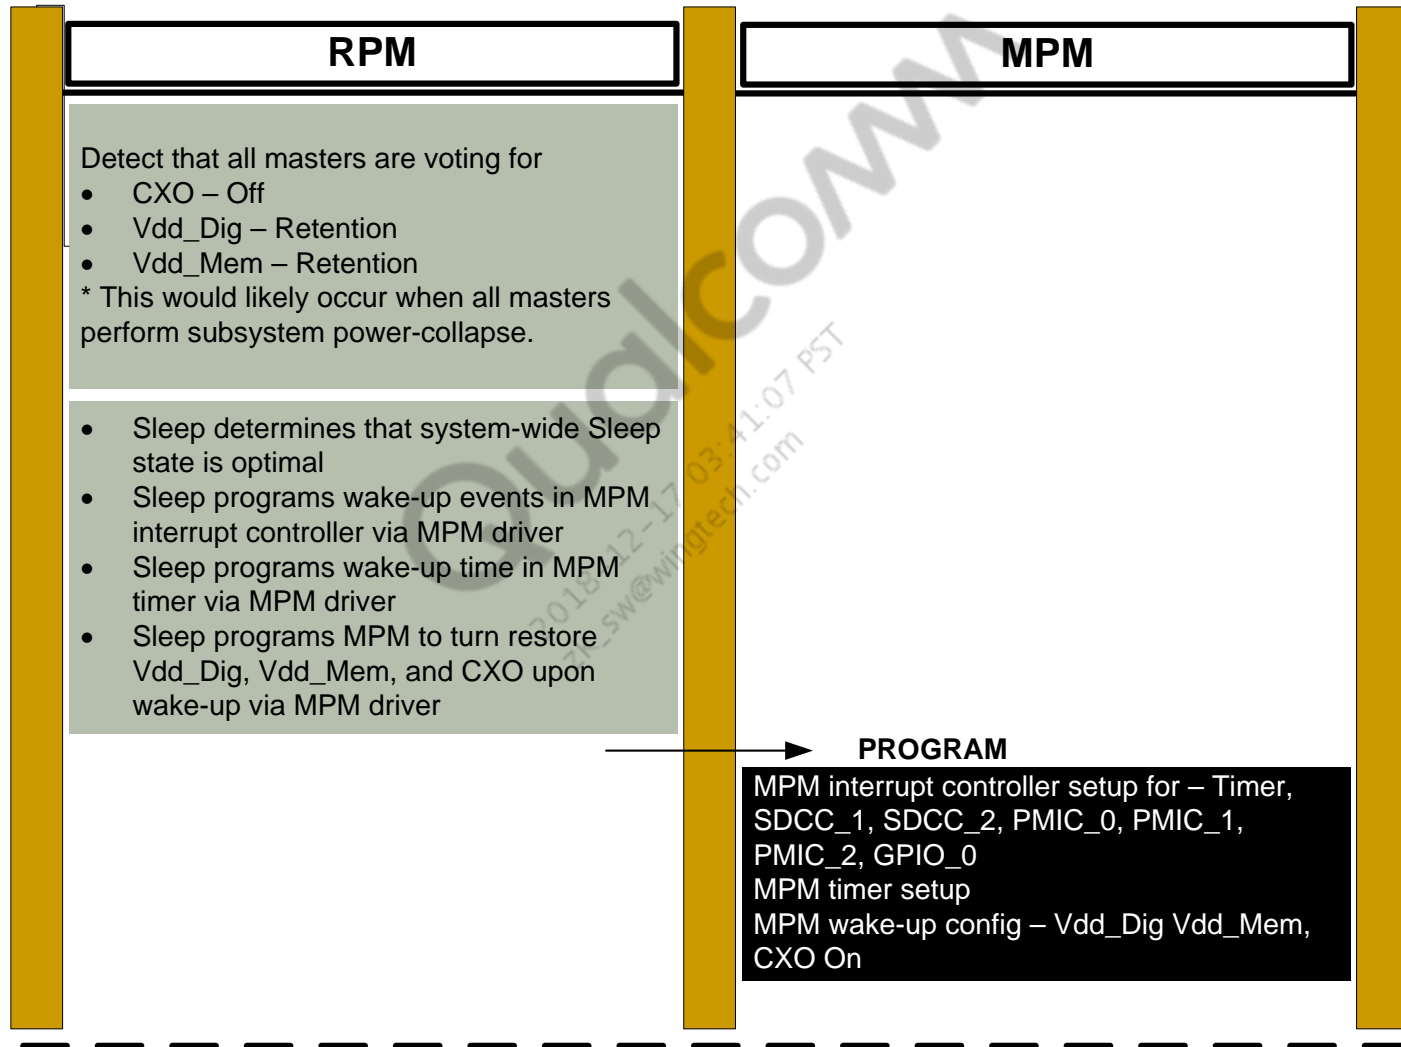 RPM
Detect that all masters are voting for
• CXO – Off
• Vdd_Dig – Retention
• Vdd_Mem – Retention
* This would likely occur when all masters
perform subsystem power-collapse.
• Sleep determines that system-wide Sleep
state is optimal
• Sleep programs wake-up events in MPM
interrupt controller via MPM driver
• Sleep programs wake-up time in MPM
timer via MPM driver
• Sleep programs MPM to turn restore
Vdd_Dig, Vdd_Mem, and CXO upon
wake-up via MPM driver
MPM
PROGRAM
MPM interrupt controller setup for – Timer,
SDCC_1, SDCC_2, PMIC_0, PMIC_1,
PMIC_2, GPIO_0
MPM timer setup
MPM wake-up config – Vdd_Dig Vdd_Mem,
CXO On
Qualcomm
2018-12-17 03:41:07 PST